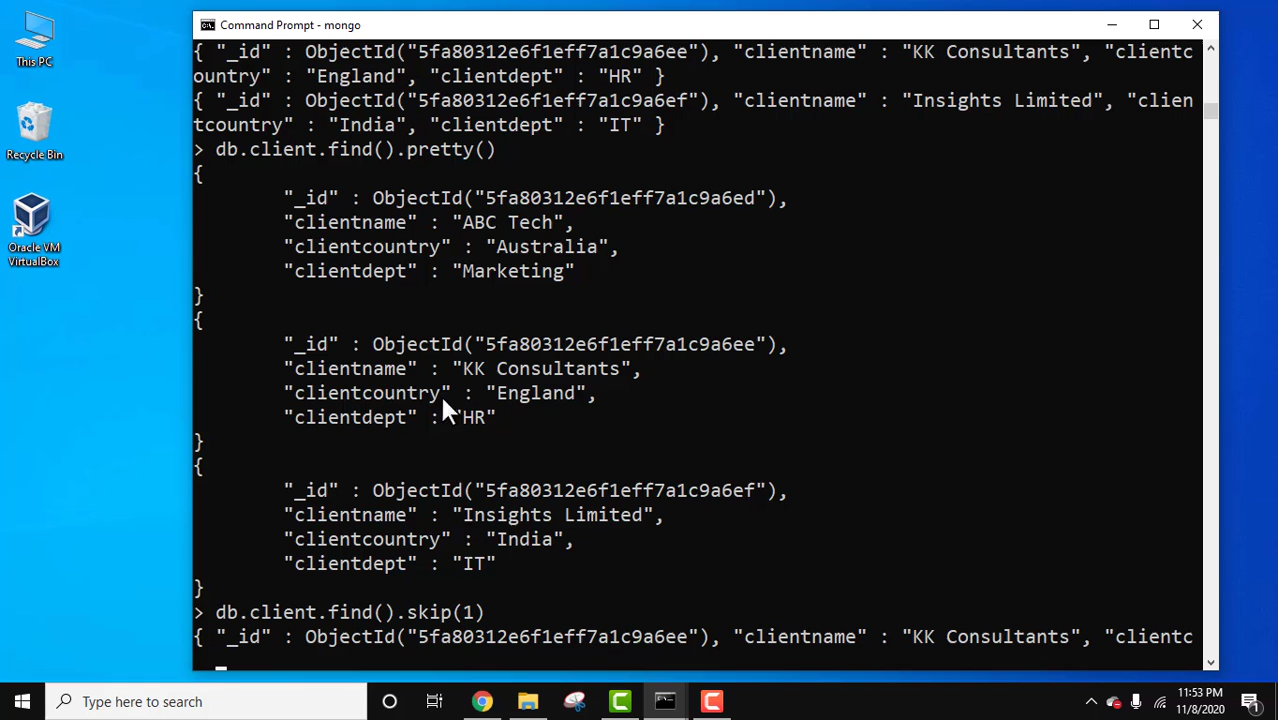 This PC
Recycle Bin
Oracle VM
VirtualBox
Command Prompt - mongo
{ "_id" : ObjectId("5fa80312e6f1eff7a1c9a6ee"), "clientname" : "KK Consultants", "clientc
ountry" : "England", "clientdept" : "HR" }
{ "_id" : ObjectId("5fa80312e6f1eff7a1c9a6ef"), "clientname" : "Insights Limited", "clien
tcountry" : "India", "clientdept" : "IT" }
> db.client.find().pretty()
{
"_id" : ObjectId("5fa80312e6f1eff7a1c9a6ed"),
"clientname" : "ABC Tech",
"clientcountry" : "Australia",
"clientdept" : "Marketing"
}
{
"_id" : ObjectId("5fa80312e6f1eff7a1c9a6ee"),
"clientname" : "KK Consultants",
"clientcountry" : "England",
"clientdept" : "HR"
}
{
"_id" : ObjectId("5fa80312e6f1eff7a1c9a6ef"),
"clientname" : "Insights Limited",
"clientcountry" : "India",
"clientdept" : "IT"
}
> db.client.find().skip(1)
{ "_id" : ObjectId("5fa80312e6f1eff7a1c9a6ee"), "clientname" : "KK Consultants", "clientc
Type here to search
11:53 PM
11/8/2020
1